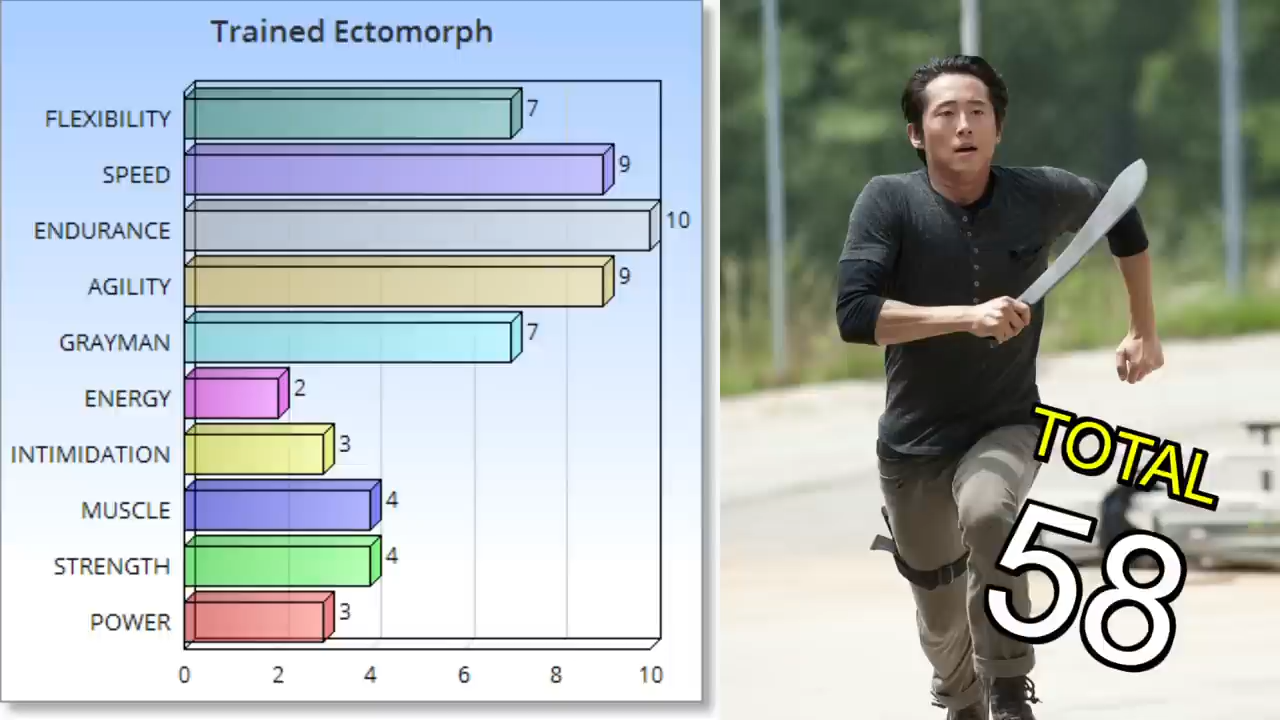 Trained Ectomorph
FLEXIBILITY 7
SPEED 9
ENDURANCE 10
AGILITY 9
GRAYMAN 7
ENERGY 2
INTIMIDATION 3
MUSCLE 4
STRENGTH 4
POWER 3
0 2 4 6 8 10
TOTAL
58